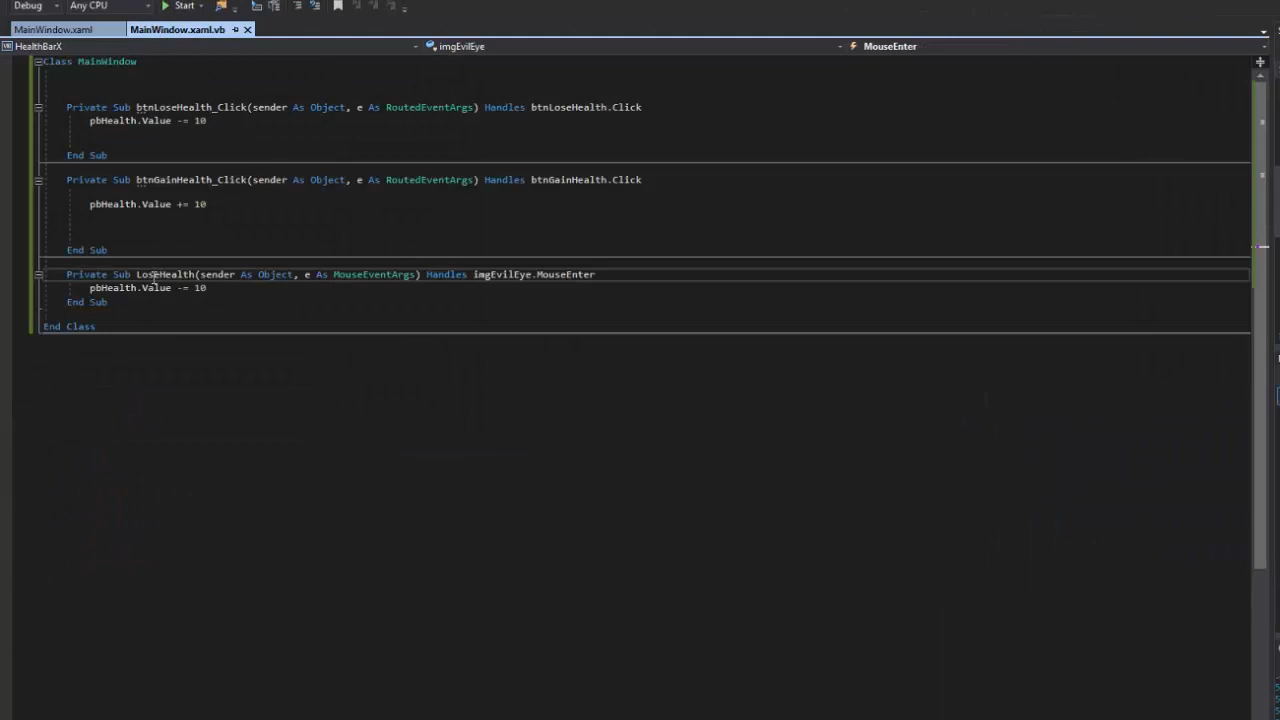 Debug Any CPU Start
MainWindow.xaml MainWindow.xaml.vb
HealthBarX imgEvilEye MouseEnter
Class MainWindow
Private Sub btnLoseHealth_Click(sender As Object, e As RoutedEventArgs) Handles btnLoseHealth.Click
pbHealth.Value -= 10
End Sub
Private Sub btnGainHealth_Click(sender As Object, e As RoutedEventArgs) Handles btnGainHealth.Click
pbHealth.Value += 10
End Sub
Private Sub LoseHealth(sender As Object, e As MouseEventArgs) Handles imgEvilEye.MouseEnter
pbHealth.Value -= 10
End Sub
End Class